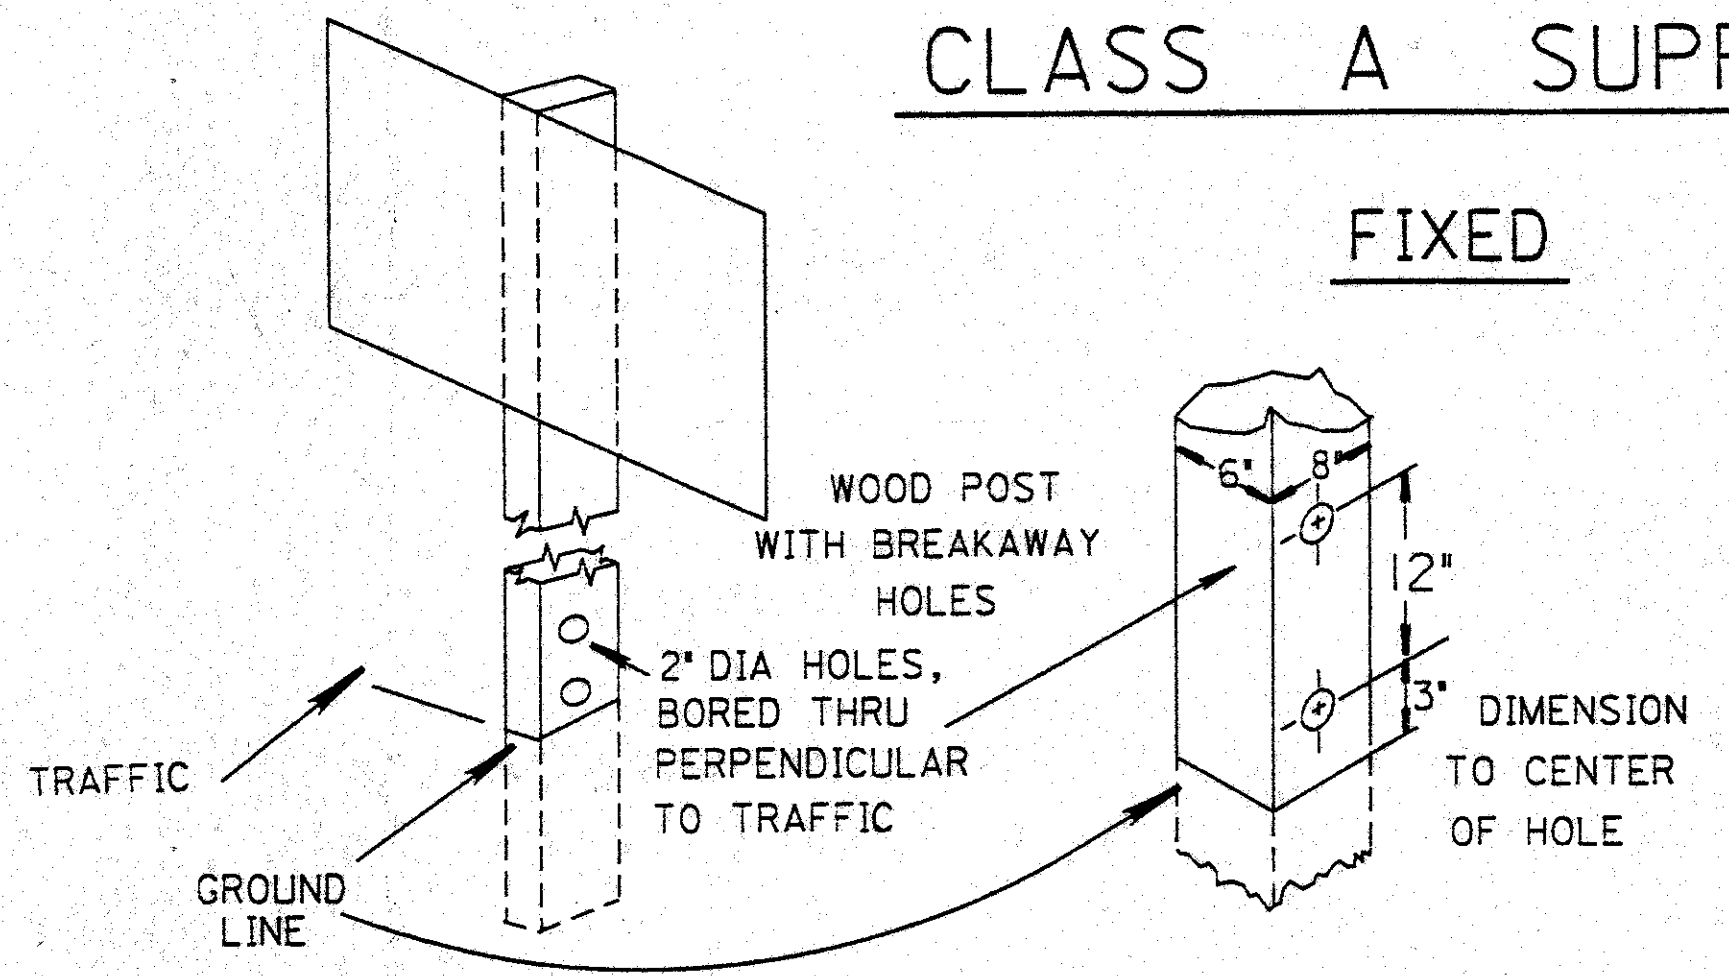 CLASS A SUPP
FIXED
WOOD POST
WITH BREAKAWAY
HOLES
6" 8"
12"
3"
2" DIA HOLES,
BORED THRU
PERPENDICULAR
TO TRAFFIC
DIMENSION
TO CENTER
OF HOLE
TRAFFIC
GROUND
LINE